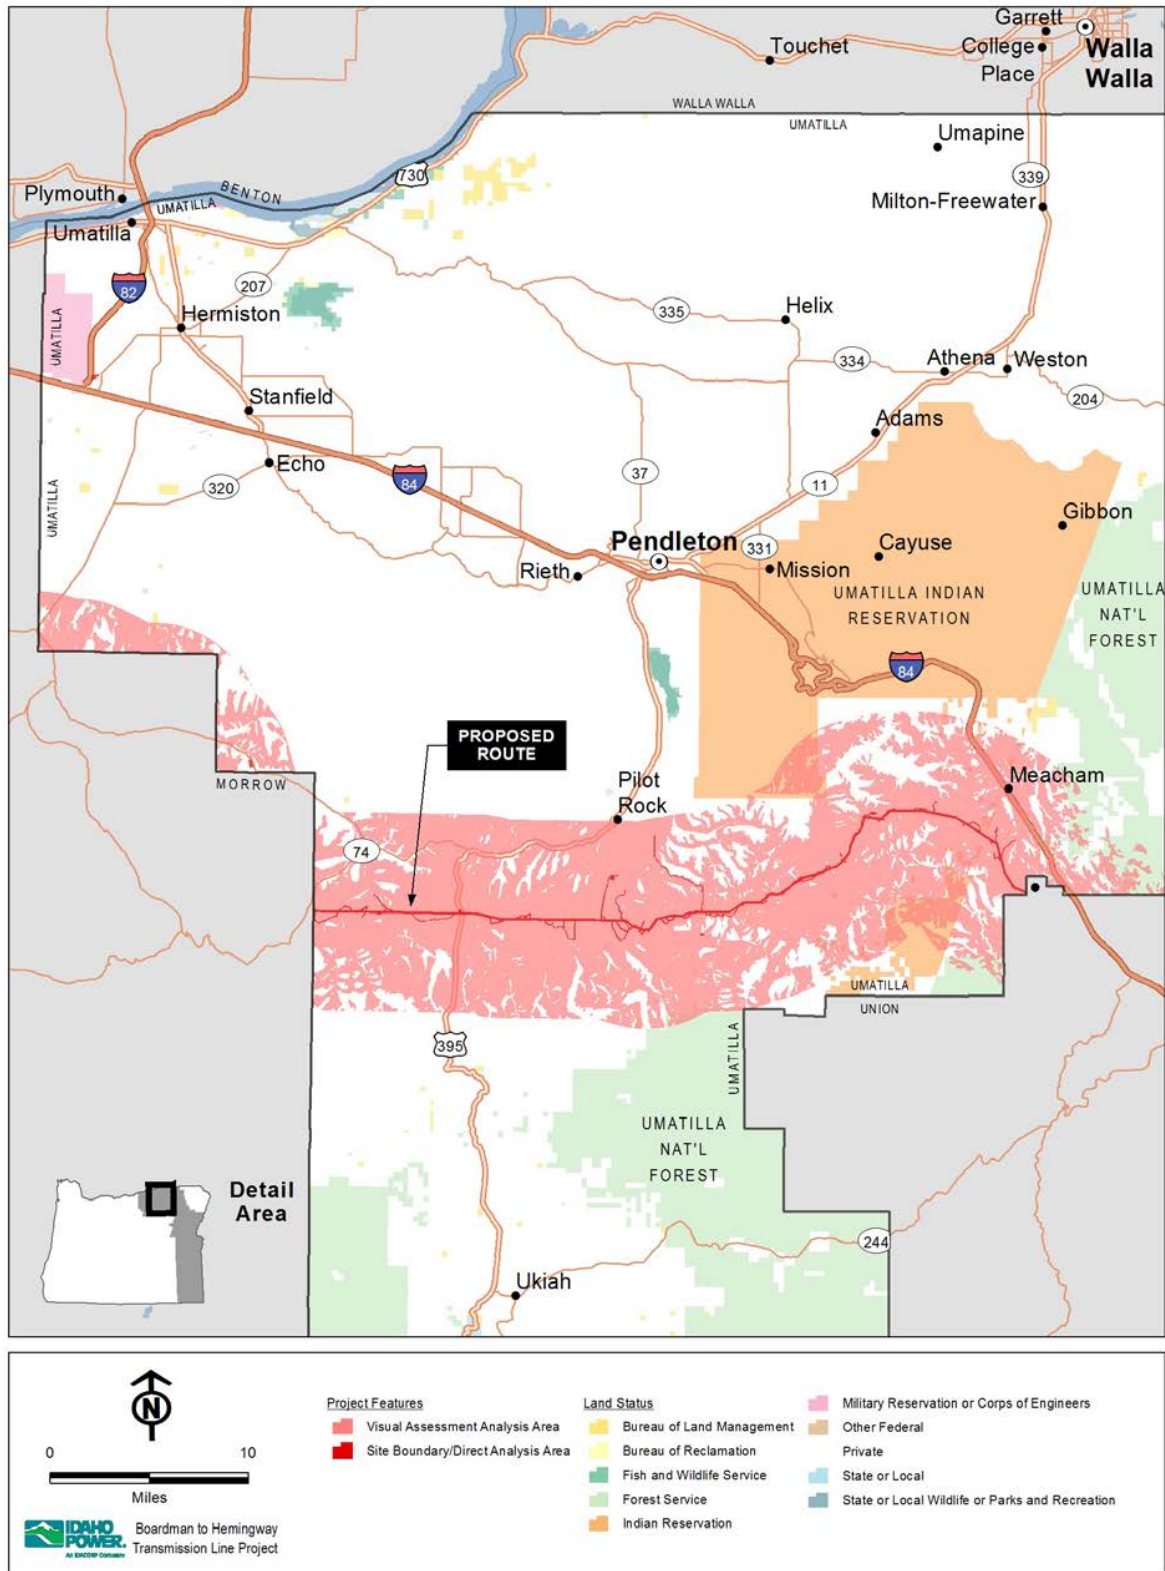 Garrett
Touchet
College
Place
Walla
Walla
WALLA WALLA
UMATILLA
Umapine
730
339
BENTON
Plymouth
UMATILLA
Milton-Freewater
Umatilla
82
207
335
Helix
Hermiston
UMATILLA
334
Athena
Weston
204
Stanfield
Adams
Echo
84
37
11
320
UMATILLA
Gibbon
Pendleton
331
Cayuse
Rieth
Mission
UMATILLA INDIAN
RESERVATION
UMATILLA
NAT'L
FOREST
84
PROPOSED
ROUTE
MORROW
Pilot
Rock
Meacham
74
UMATILLA
UNION
395
UMATILLA
UMATILLA
NAT'L
FOREST
Detail
Area
244
Ukiah
N
0 10
Miles
IDAHO
POWER.
An IDACORP Company
Boardman to Hemingway
Transmission Line Project
Project Features
Visual Assessment Analysis Area
Site Boundary/Direct Analysis Area
Land Status
Bureau of Land Management
Bureau of Reclamation
Fish and Wildlife Service
Forest Service
Indian Reservation
Military Reservation or Corps of Engineers
Other Federal
Private
State or Local
State or Local Wildlife or Parks and Recreation